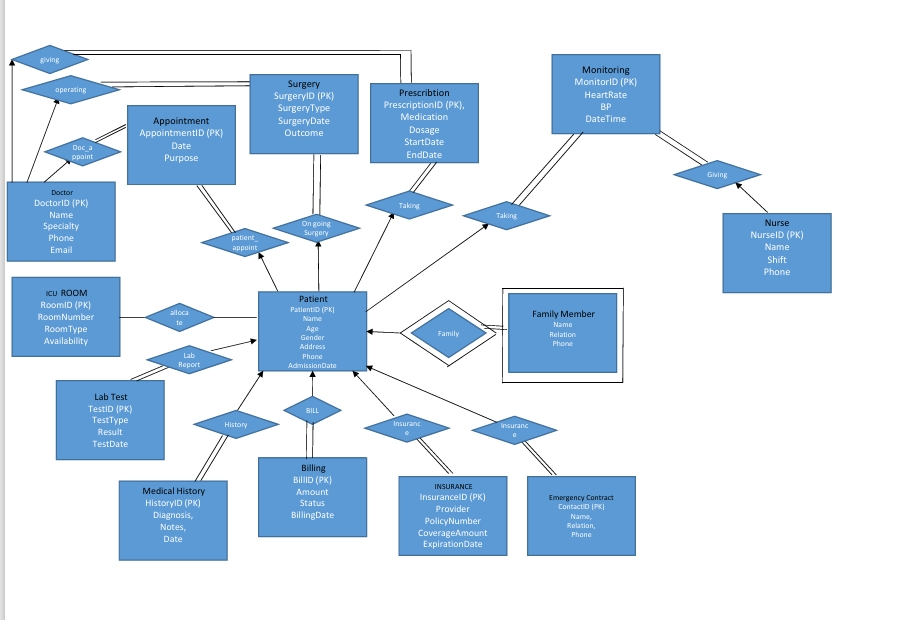 giving
operating
Doc_a
ppoint
Doctor
DoctorID (PK)
Name
Specialty
Phone
Email
Appointment
AppointmentID (PK)
Date
Purpose
Surgery
SurgeryID (PK)
SurgeryType
SurgeryDate
Outcome
Prescribtion
PrescriptionID (PK),
Medication
Dosage
StartDate
EndDate
Monitoring
MonitorID (PK)
HeartRate
BP
DateTime
Giving
Nurse
NurseID (PK)
Name
Shift
Phone
patient_
appoint
On going
Surgery
Taking
Taking
ICU ROOM
RoomID (PK)
RoomNumber
RoomType
Availability
alloca
te
Patient
PatientID (PK)
Name
Age
Gender
Address
Phone
AdmissionDate
Family
Family Member
Name
Relation
Phone
Lab
Report
Lab Test
TestID (PK)
TestType
Result
TestDate
History
BILL
Insuranc
e
Insuranc
e
Medical History
HistoryID (PK)
Diagnosis,
Notes,
Date
Billing
BillID (PK)
Amount
Status
BillingDate
INSURANCE
InsuranceID (PK)
Provider
PolicyNumber
CoverageAmount
ExpirationDate
Emergency Contract
ContactID (PK)
Name,
Relation,
Phone